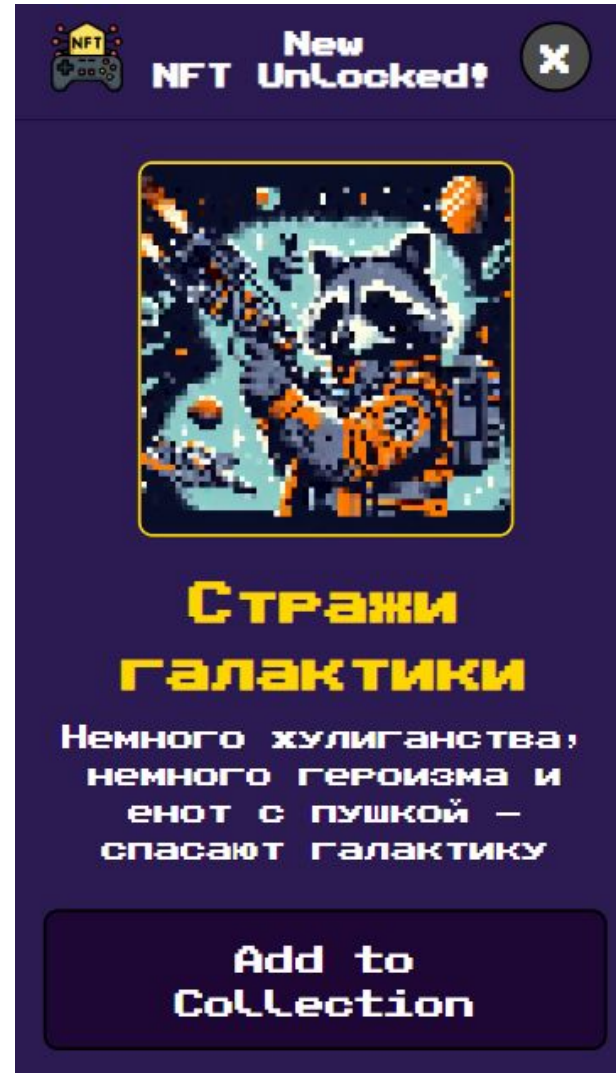 NFT
New
NFT Unlocked!
x
Стражи
галактики
Немного хулиганства,
немного героизма и
енот с пушкой –
спасают галактику
Add to
Collection